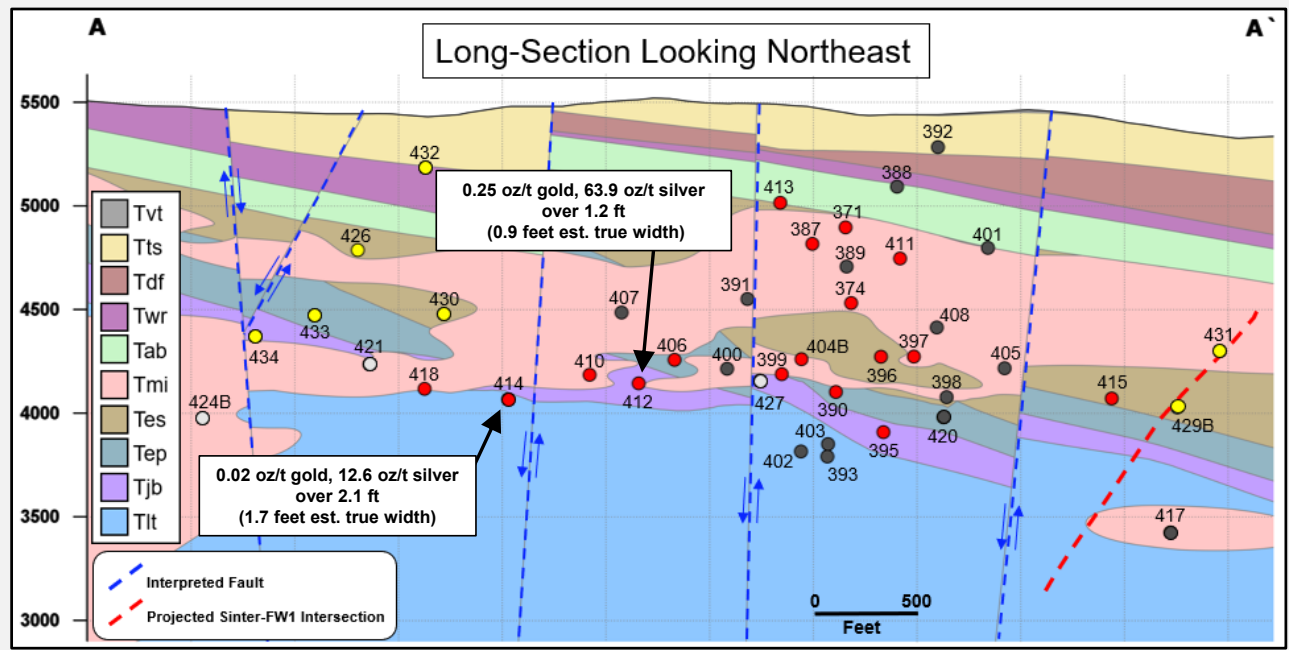 A
A`
Long-Section Looking Northeast
5500
5000
4500
4000
3500
3000
Tvt
Tts
Tdf
Twr
Tab
Tmi
Tes
Tep
Tjb
Tlt
0.25 oz/t gold, 63.9 oz/t silver
over 1.2 ft
(0.9 feet est. true width)
0.02 oz/t gold, 12.6 oz/t silver
over 2.1 ft
(1.7 feet est. true width)
392
432
388
413
371
387
389
411
401
426
374
391
407
430
433
408
434
421
406
404B
397
431
410
400
399
396
405
418
414
412
427
390
398
415
424B
420
429B
403
395
402
393
417
Interpreted Fault
Projected Sinter-FW1 Intersection
0 500
Feet